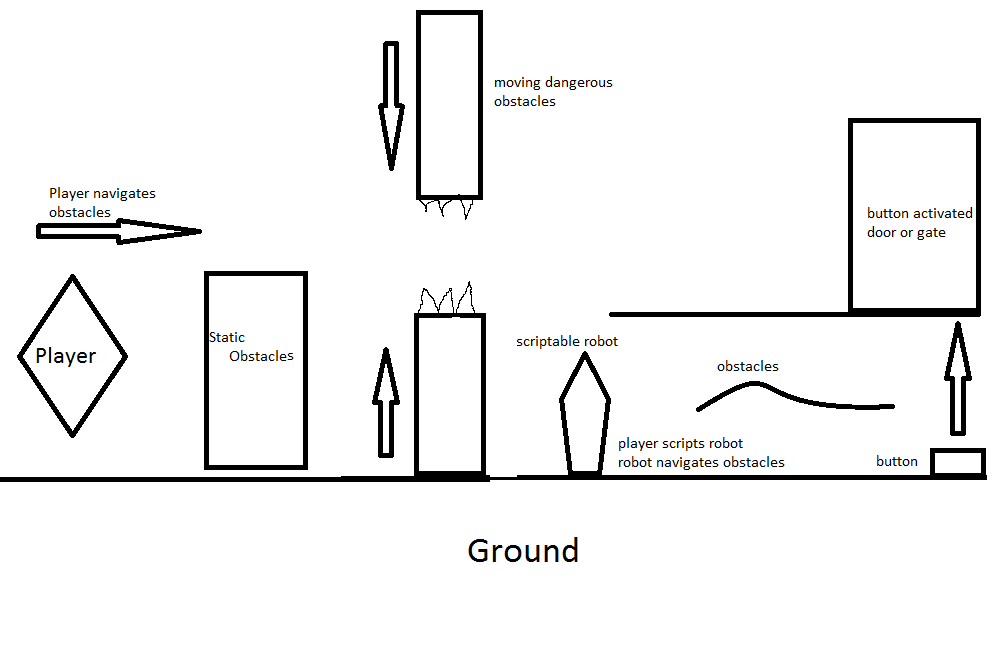 moving dangerous
obstacles
Player navigates
obstacles
button activated
door or gate
Static
Obstacles
Player
scriptable robot
obstacles
player scripts robot
robot navigates obstacles
button
Ground